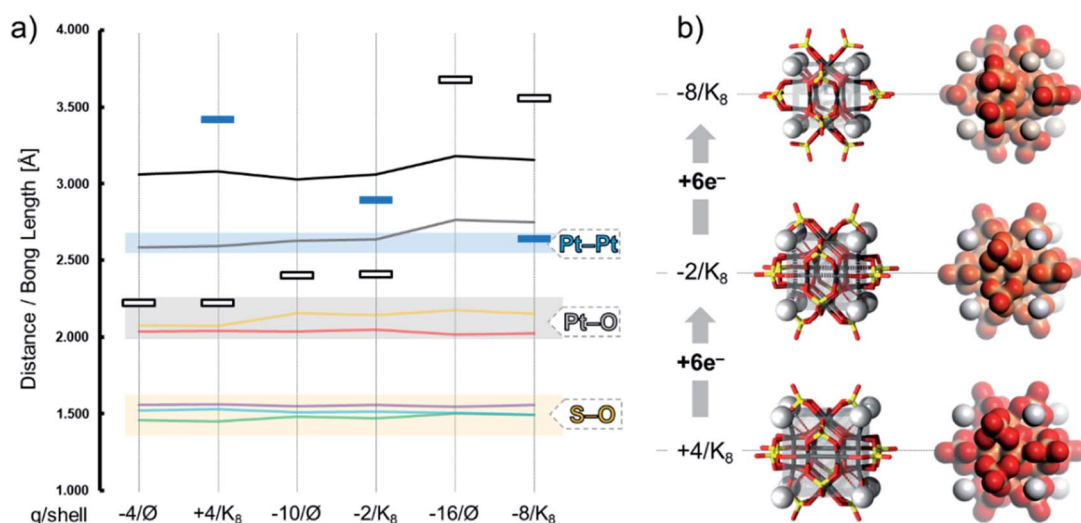 a)
Distance / Bong Length [Å]
4.000
3.500
3.000
2.500
2.000
1.500
1.000
Pt–Pt
Pt–O
S–O
q/shell
-4/Ø
+4/K₈
-10/Ø
-2/K₈
-16/Ø
-8/K₈
b)
-8/K₈
+6e⁻
-2/K₈
+6e⁻
+4/K₈